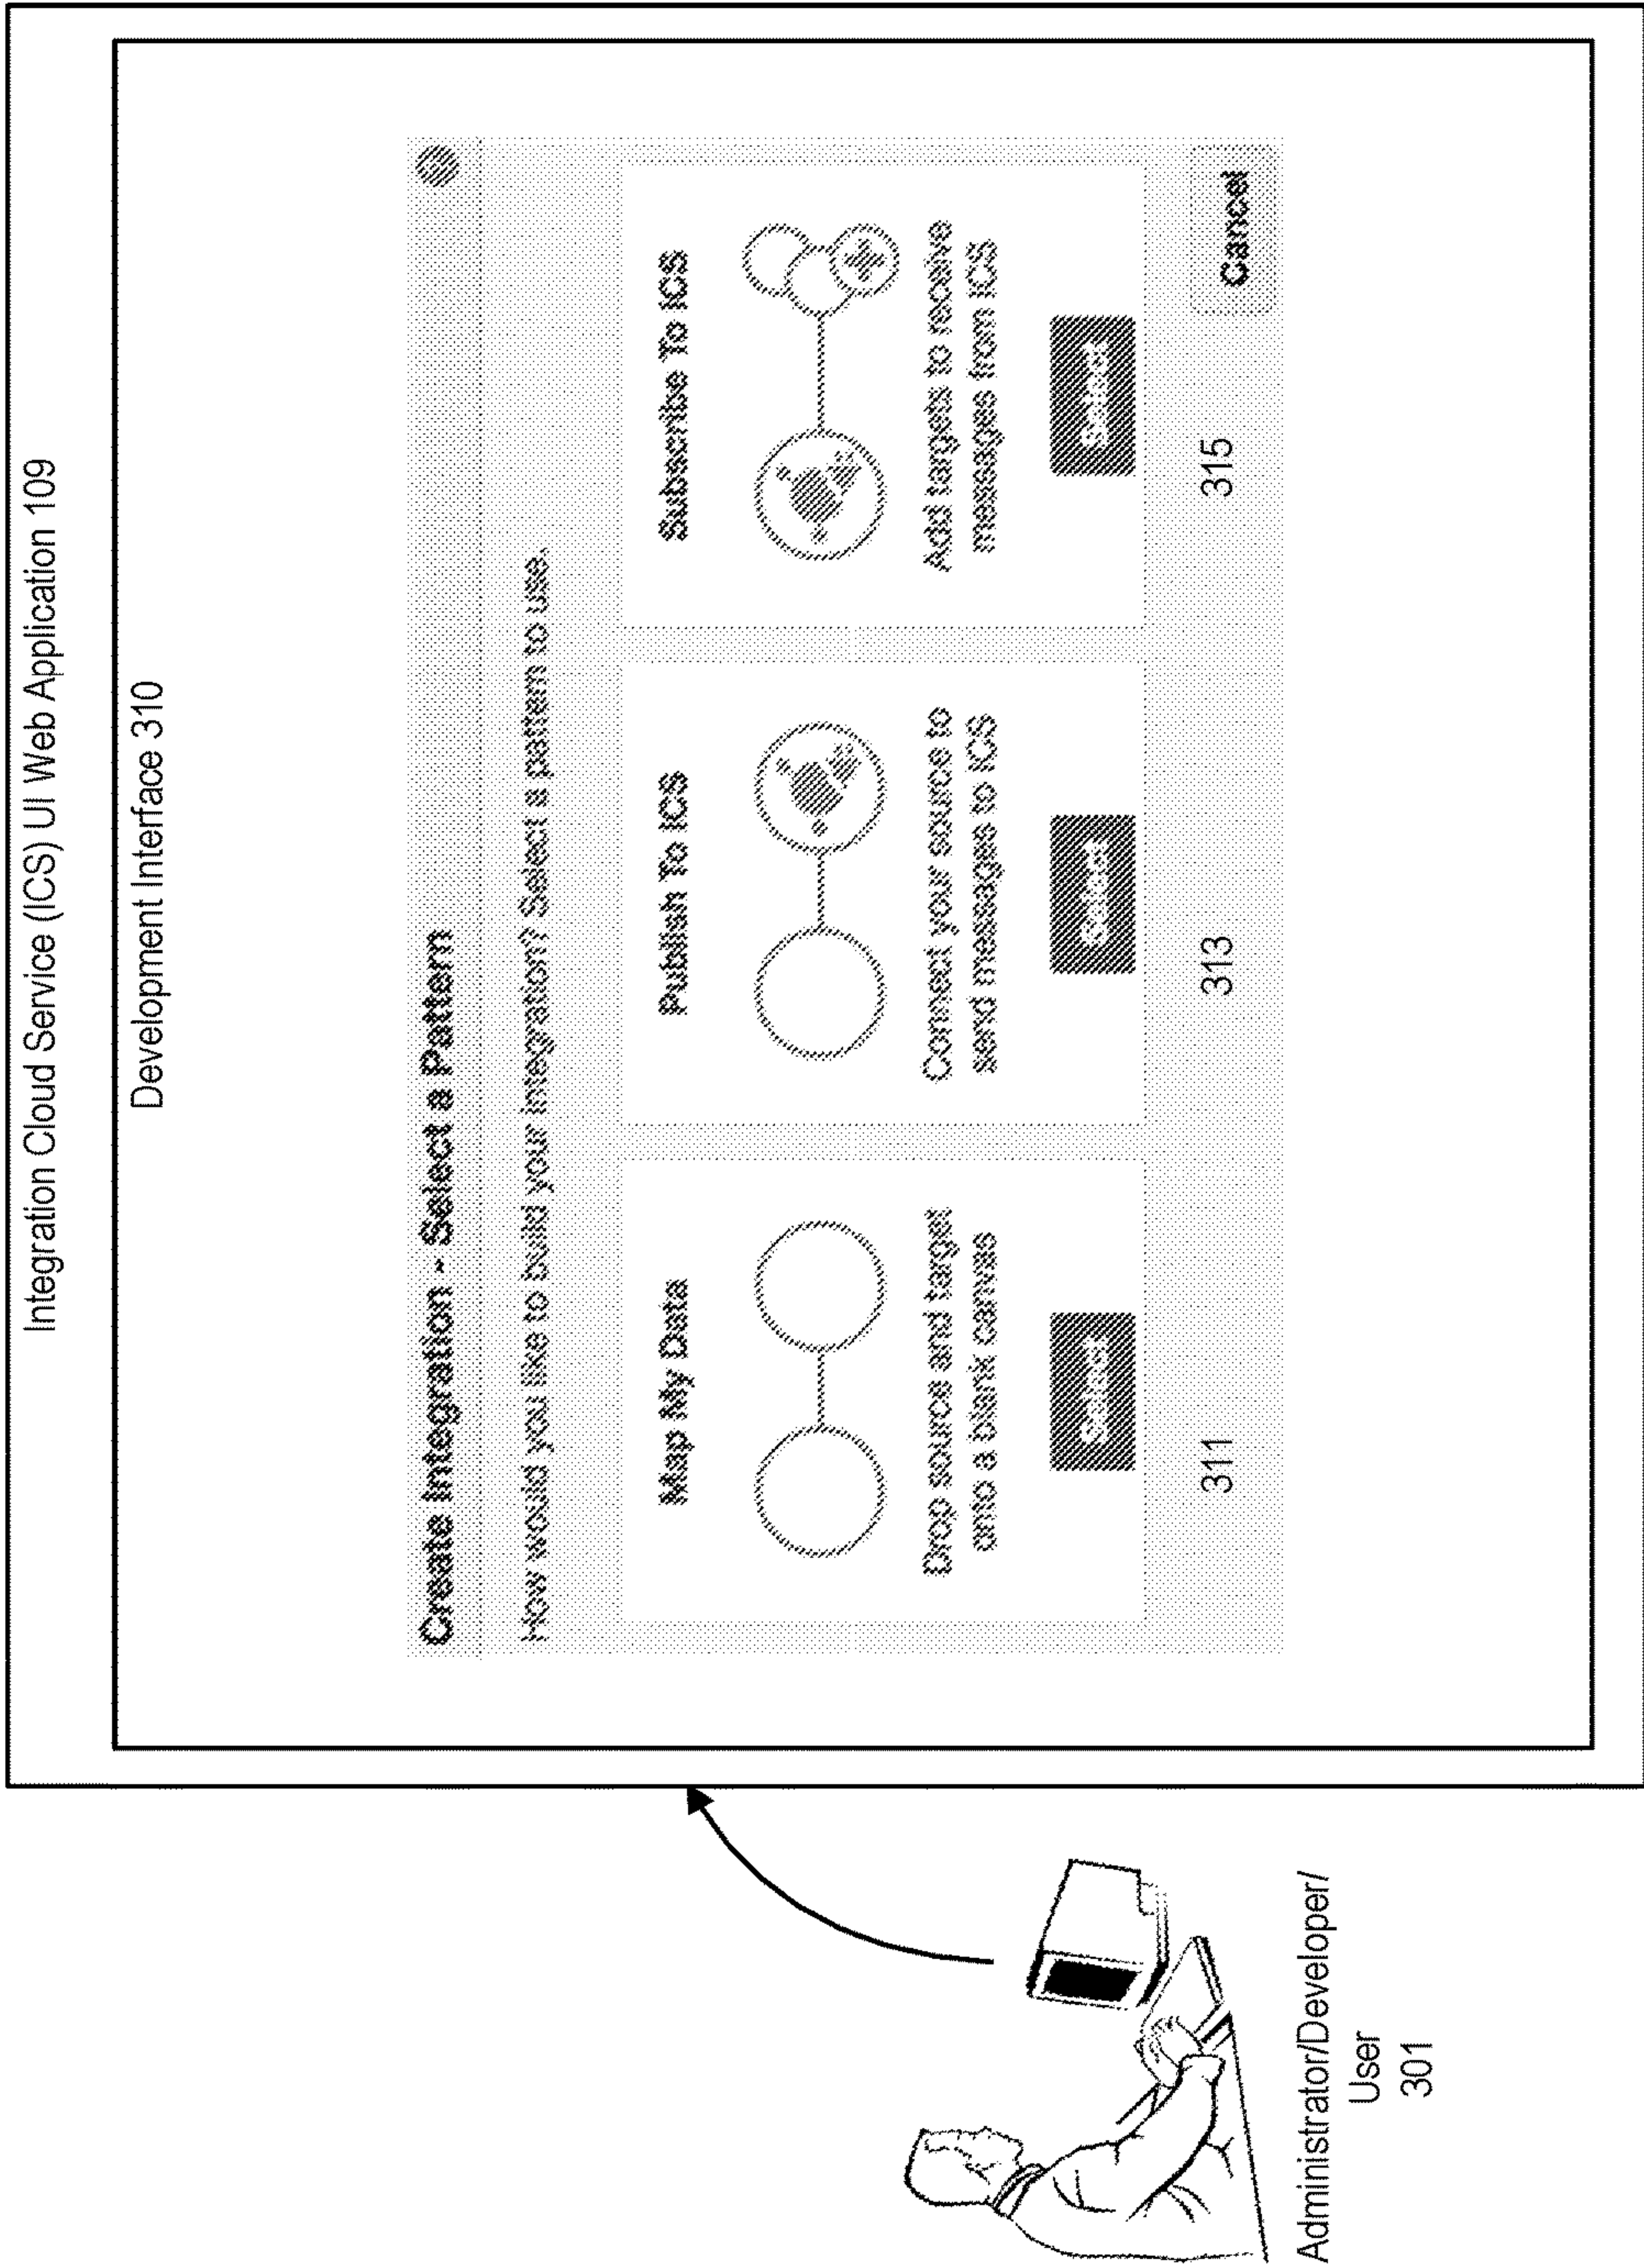 Integration Cloud Service (ICS) UI Web Application 109
Development Interface 310
Create Integration - Select a Pattern
How would you like to build your integration? Select a pattern to use.
Map My Data
Drop source and target
onto a blank canvas
Select
311
Publish To ICS
Connect your source to
send messages to ICS
Select
313
Subscribe To ICS
Add targets to receive
messages from ICS
Select
315
Cancel
Administrator/Developer/
User
301